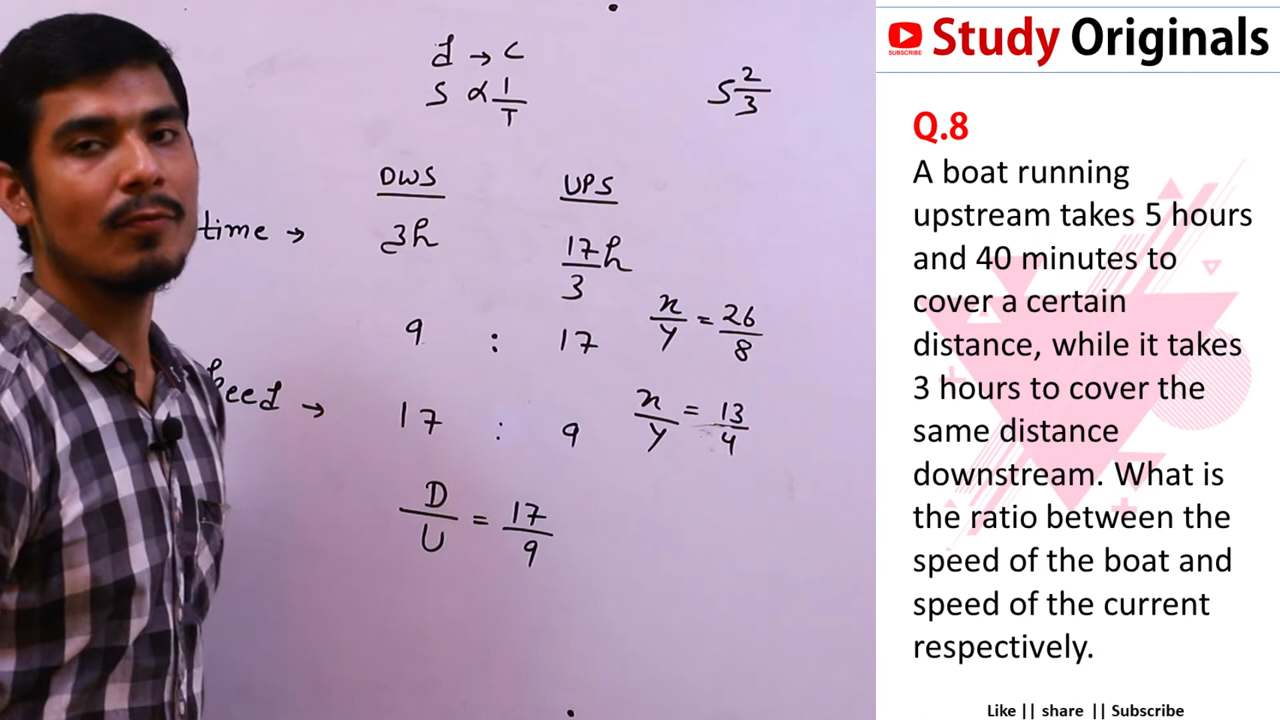 d → C
S ∝ 1/T
5 2/3
DWS UPS
time → 3h 17/3 h
9 : 17
x/y = 26/8
peed → 17 : 9
x/y = 13/4
D/U = 17/9
SUBSCRIBE
Study Originals
Q.8
A boat running
upstream takes 5 hours
and 40 minutes to
cover a certain
distance, while it takes
3 hours to cover the
same distance
downstream. What is
the ratio between the
speed of the boat and
speed of the current
respectively.
Like || share || Subscribe